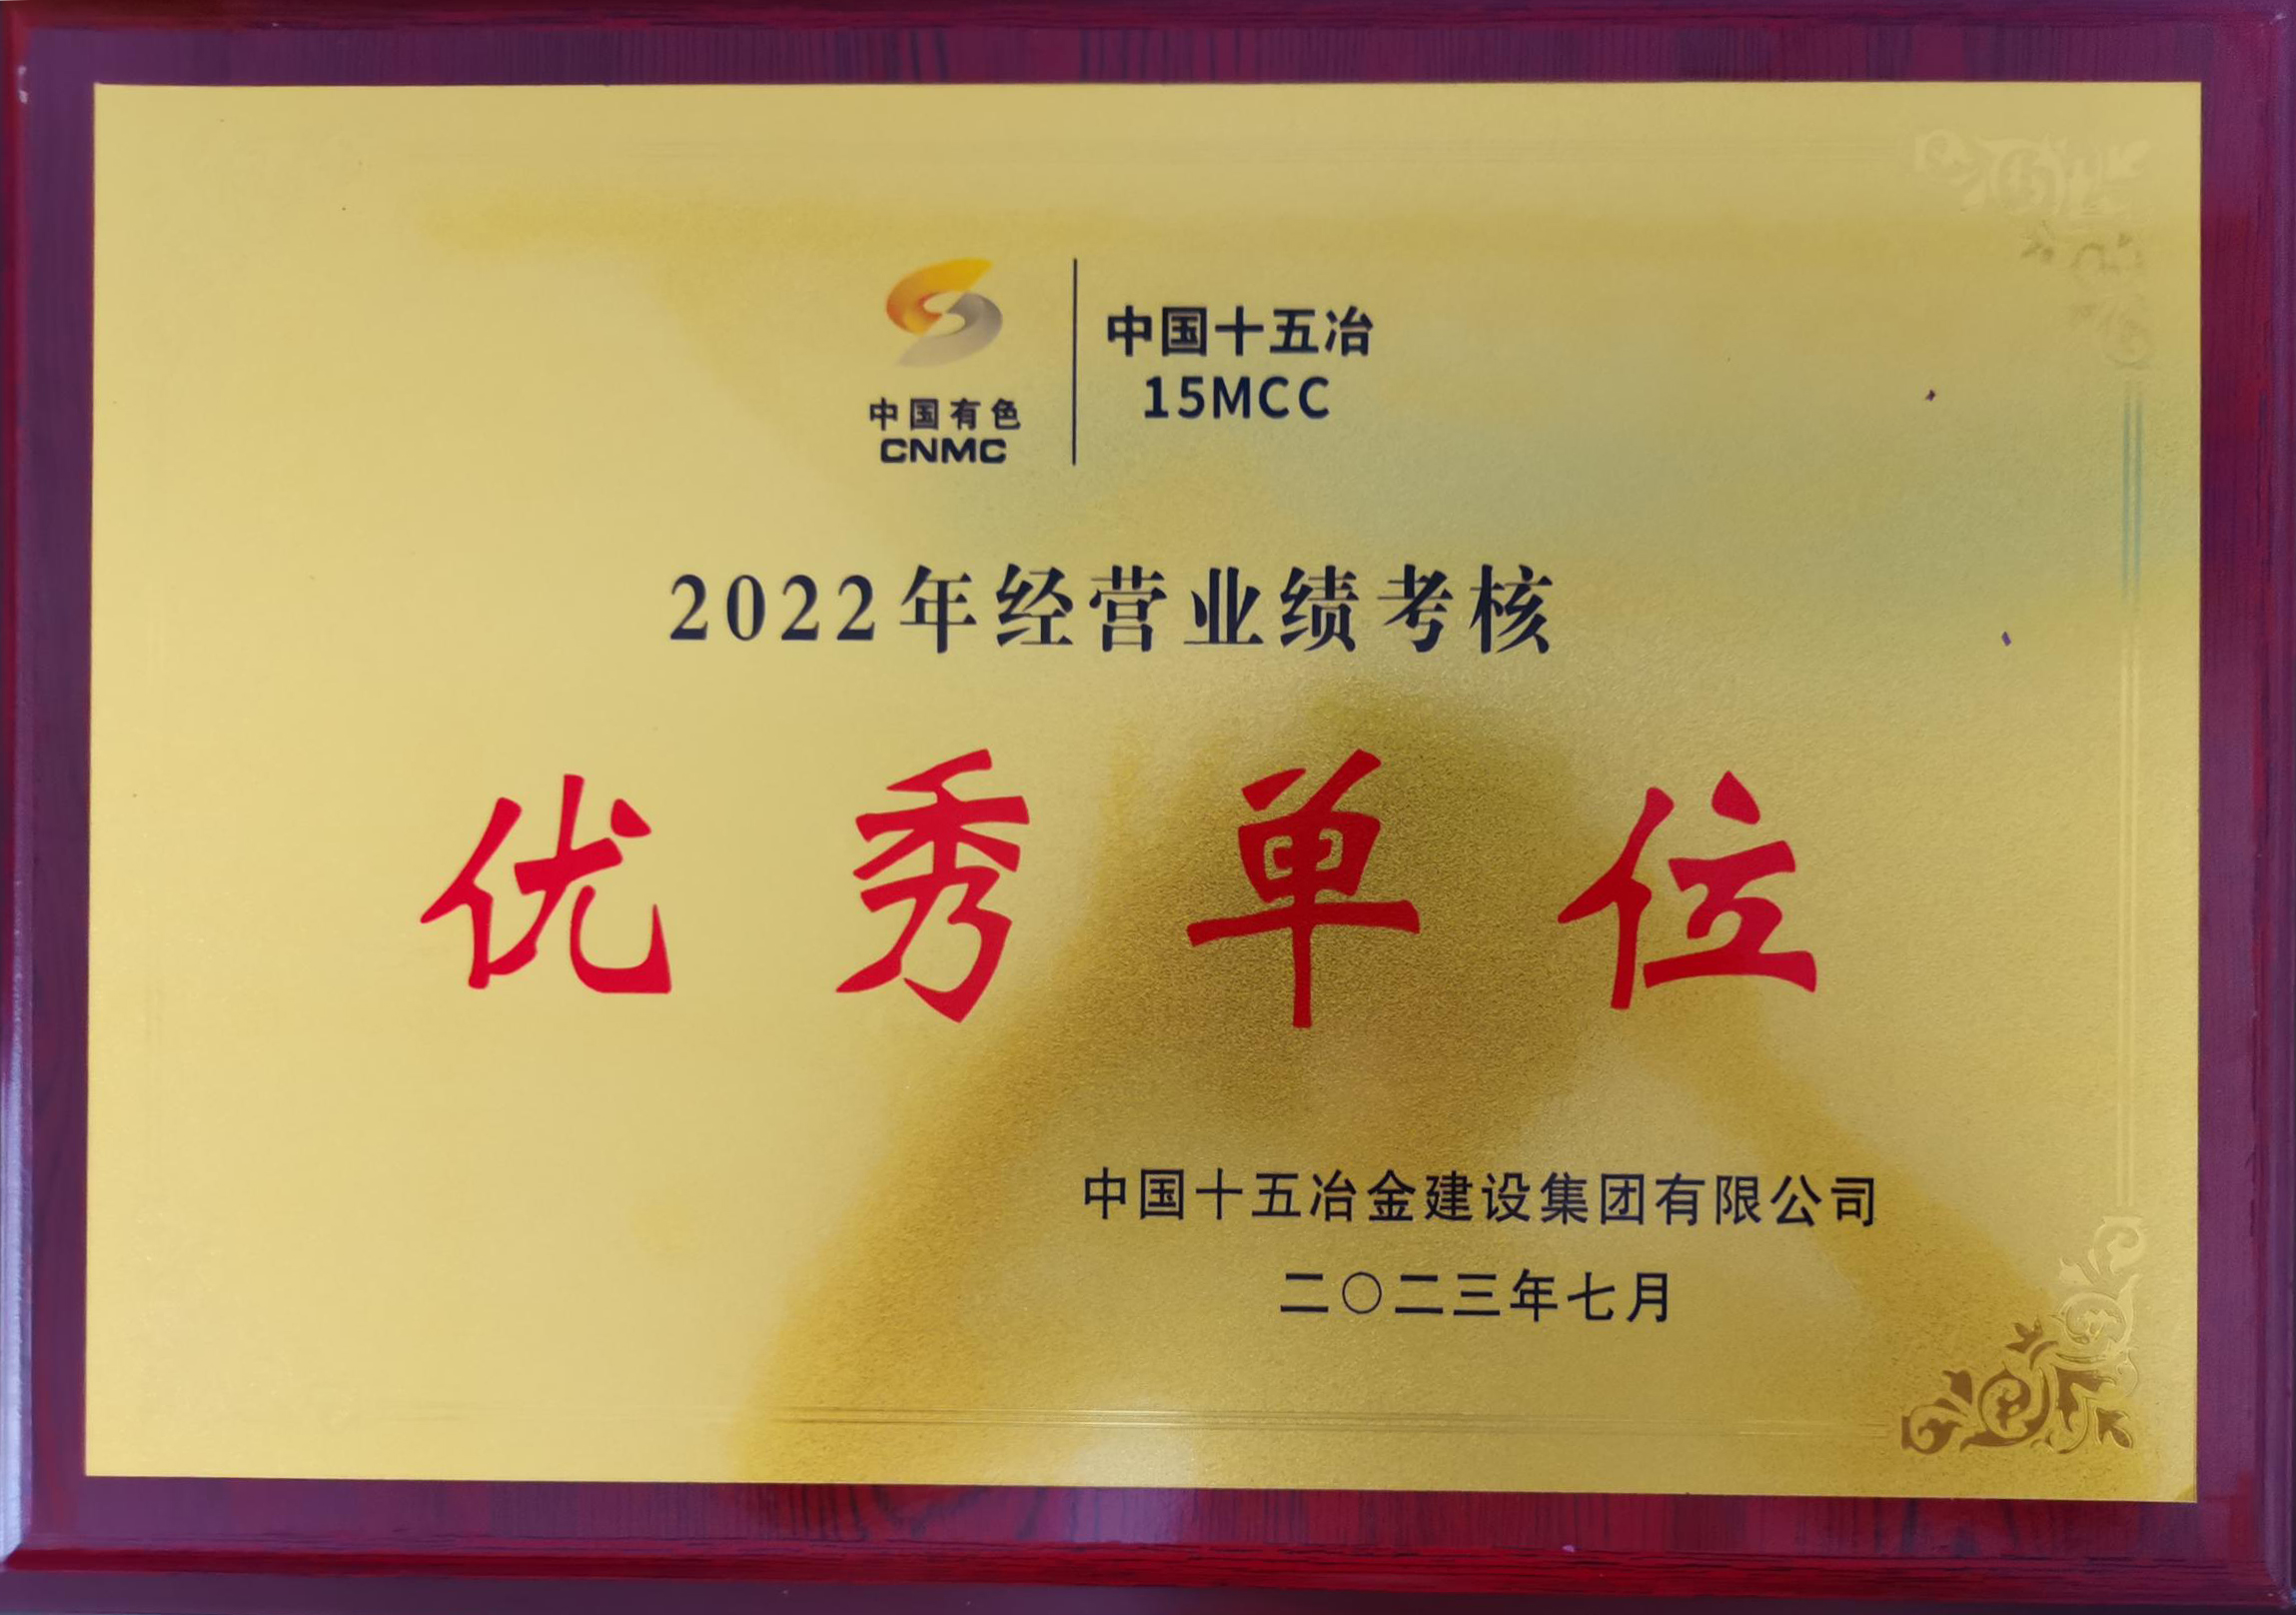 中国有色
CNMC
中国十五冶
15MCC
2022年经营业绩考核
优秀单位
中国十五冶金建设集团有限公司
二〇二三年七月